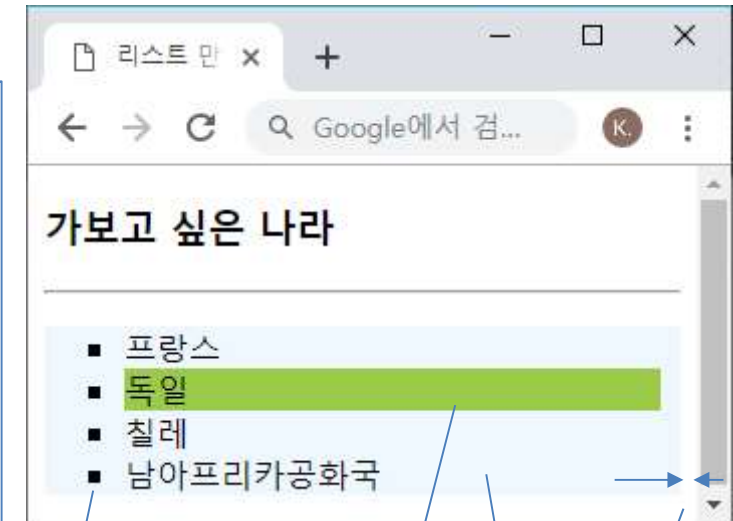 리스트 만
Google에서 검...
K.
가보고 싶은 나라
프랑스
독일
칠레
남아프리카공화국